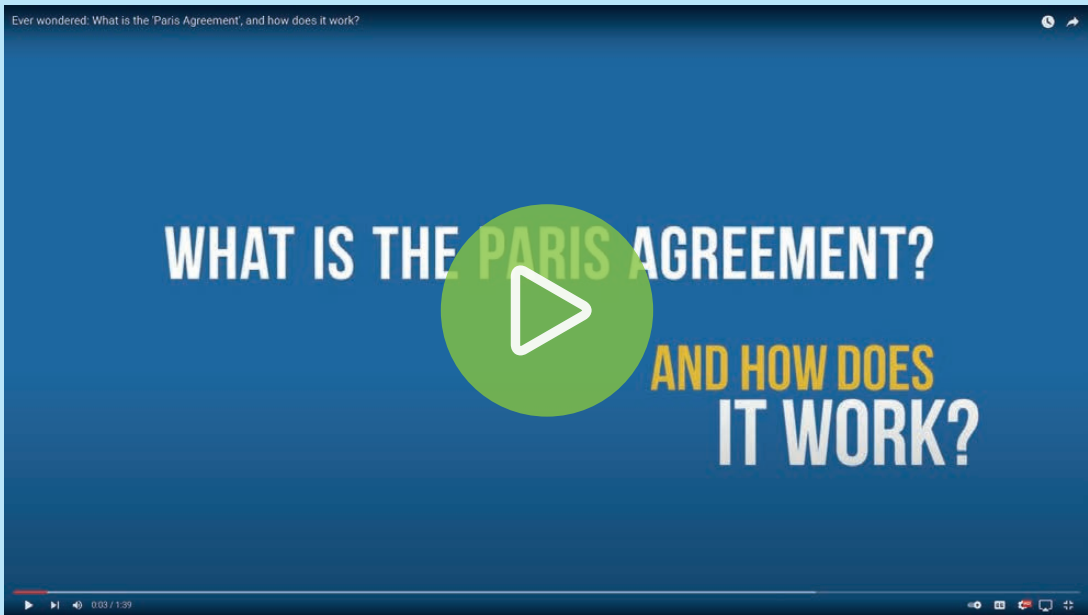 Ever wondered: What is the 'Paris Agreement', and how does it work?
WHAT IS THE PARIS AGREEMENT?
AND HOW DOES
IT WORK?
0:03 / 1:39